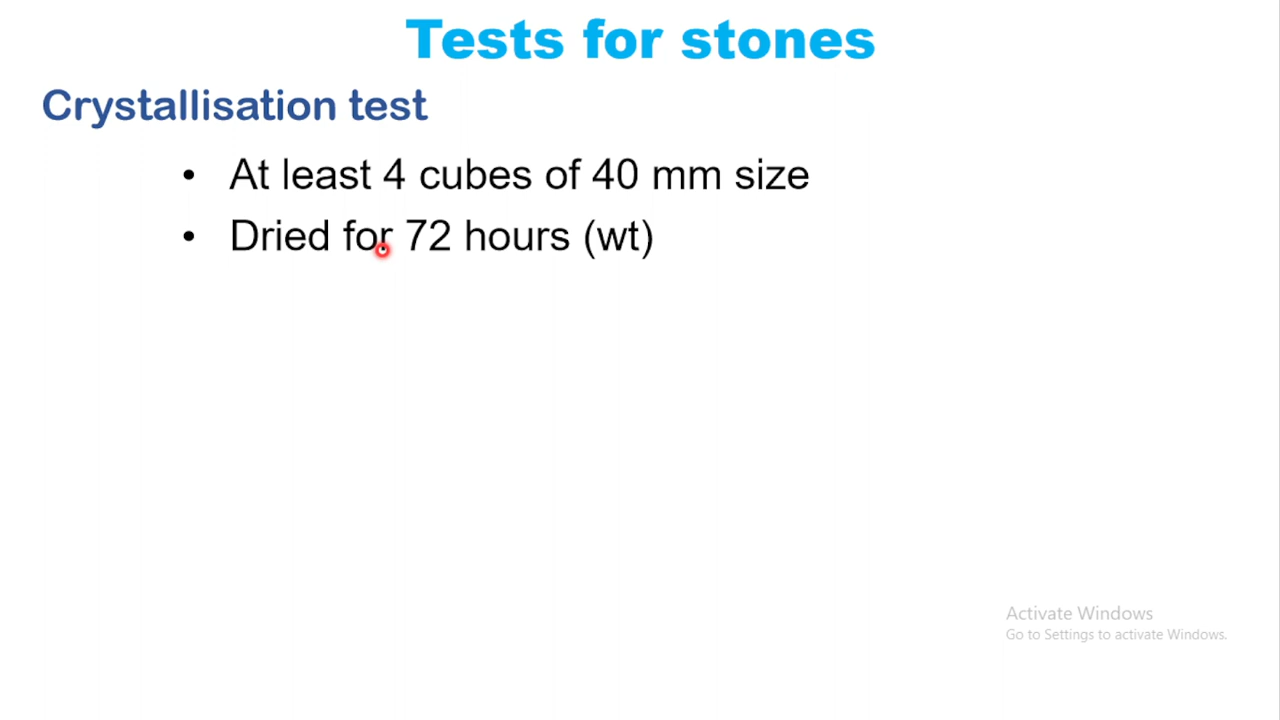 Tests for stones
Crystallisation test
• At least 4 cubes of 40 mm size
• Dried for 72 hours (wt)
Activate Windows
Go to Settings to activate Windows.